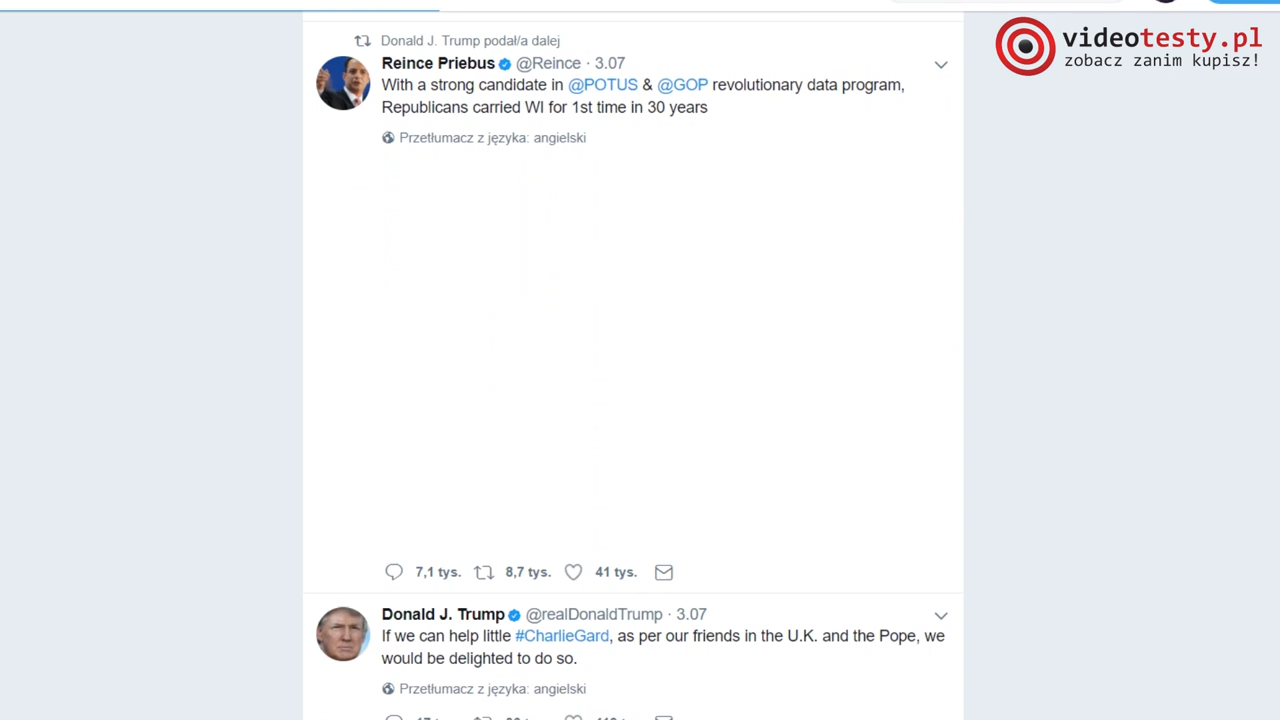 videotesty.pl
zobacz zanim kupisz!
Donald J. Trump podał/a dalej
Reince Priebus @Reince · 3.07
With a strong candidate in @POTUS & @GOP revolutionary data program,
Republicans carried WI for 1st time in 30 years
Przetłumacz z języka: angielski
7,1 tys. 8,7 tys. 41 tys.
Donald J. Trump @realDonaldTrump · 3.07
If we can help little #CharlieGard, as per our friends in the U.K. and the Pope, we
would be delighted to do so.
Przetłumacz z języka: angielski